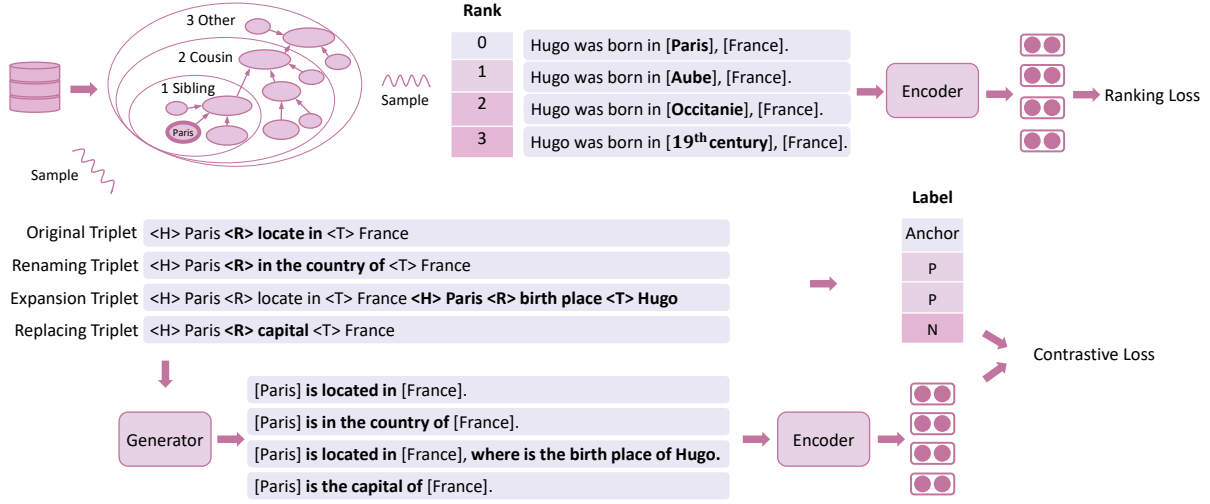 3 Other
2 Cousin
1 Sibling
Paris
Sample
Sample
Rank
0 Hugo was born in [Paris], [France].
1 Hugo was born in [Aube], [France].
2 Hugo was born in [Occitanie], [France].
3 Hugo was born in [19th century], [France].
Encoder
Ranking Loss
Label
Original Triplet <H> Paris <R> locate in <T> France Anchor
Renaming Triplet <H> Paris <R> in the country of <T> France P
Expansion Triplet <H> Paris <R> locate in <T> France <H> Paris <R> birth place <T> Hugo P
Replacing Triplet <H> Paris <R> capital <T> France N
Contrastive Loss
Generator
[Paris] is located in [France].
[Paris] is in the country of [France].
[Paris] is located in [France], where is the birth place of Hugo.
[Paris] is the capital of [France].
Encoder